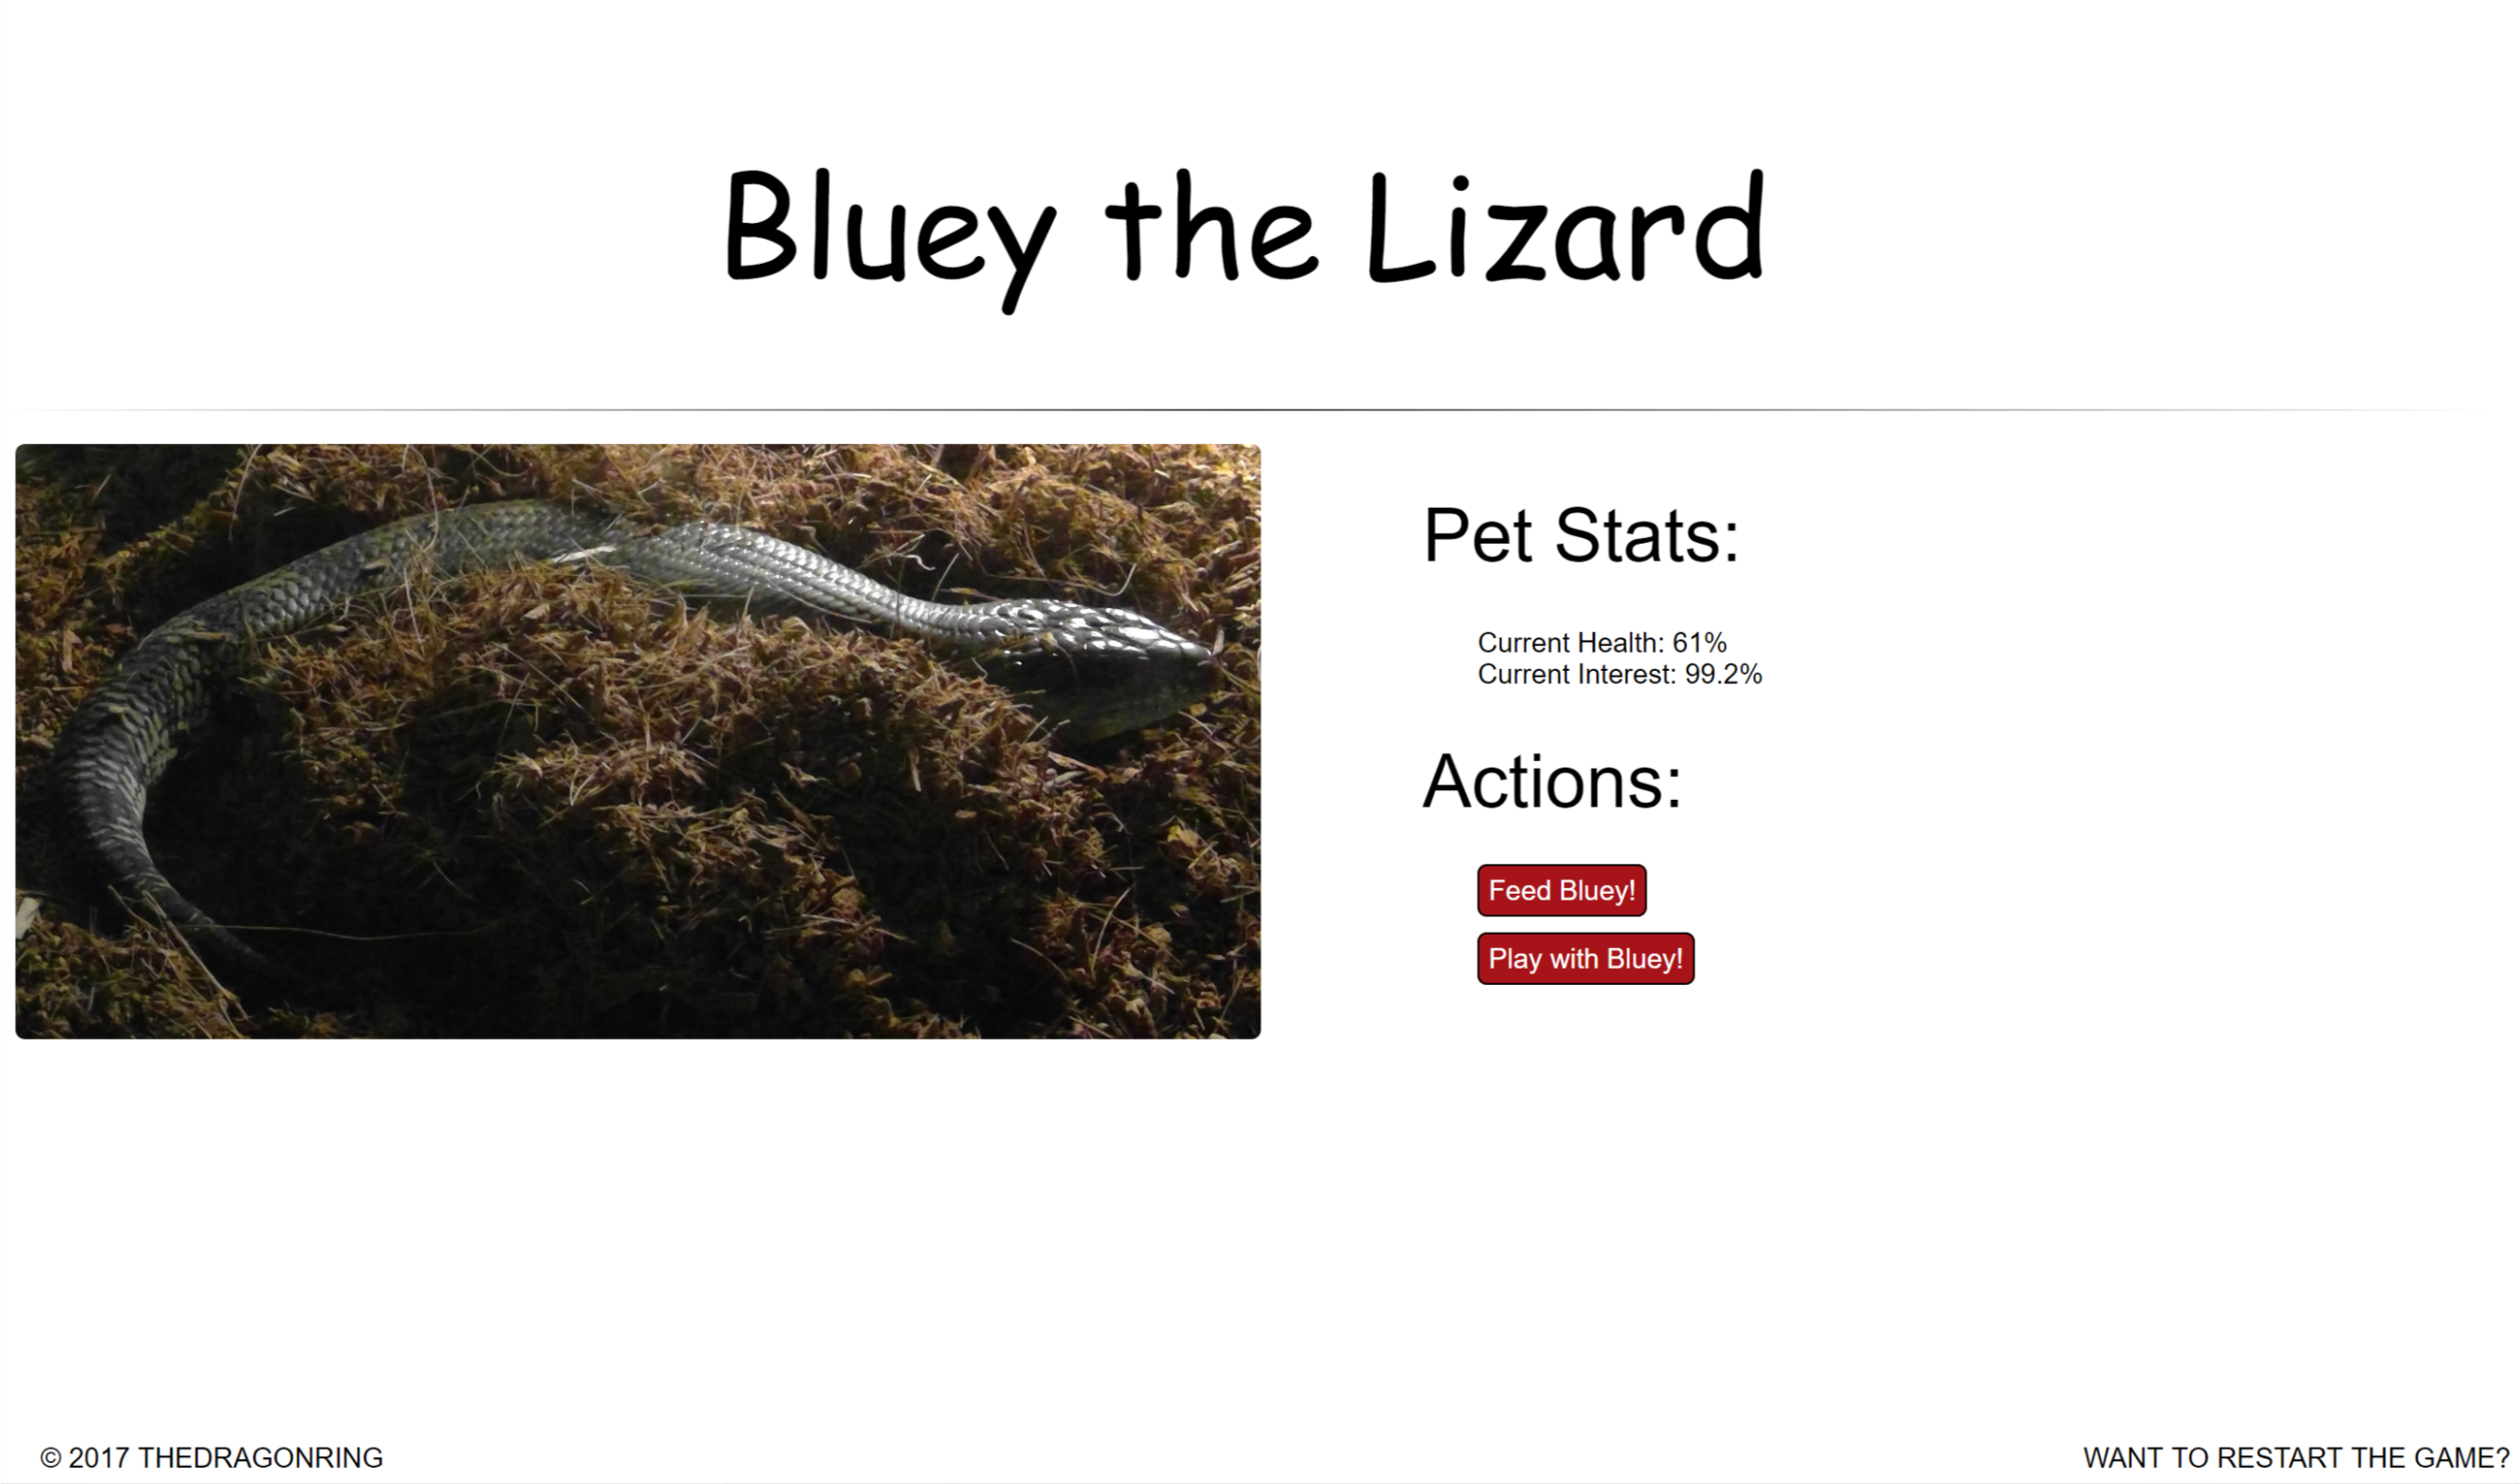 Bluey the Lizard
Pet Stats:
Current Health: 61%
Current Interest: 99.2%
Actions:
Feed Bluey!
Play with Bluey!
© 2017 THEDRAGONRING
WANT TO RESTART THE GAME?